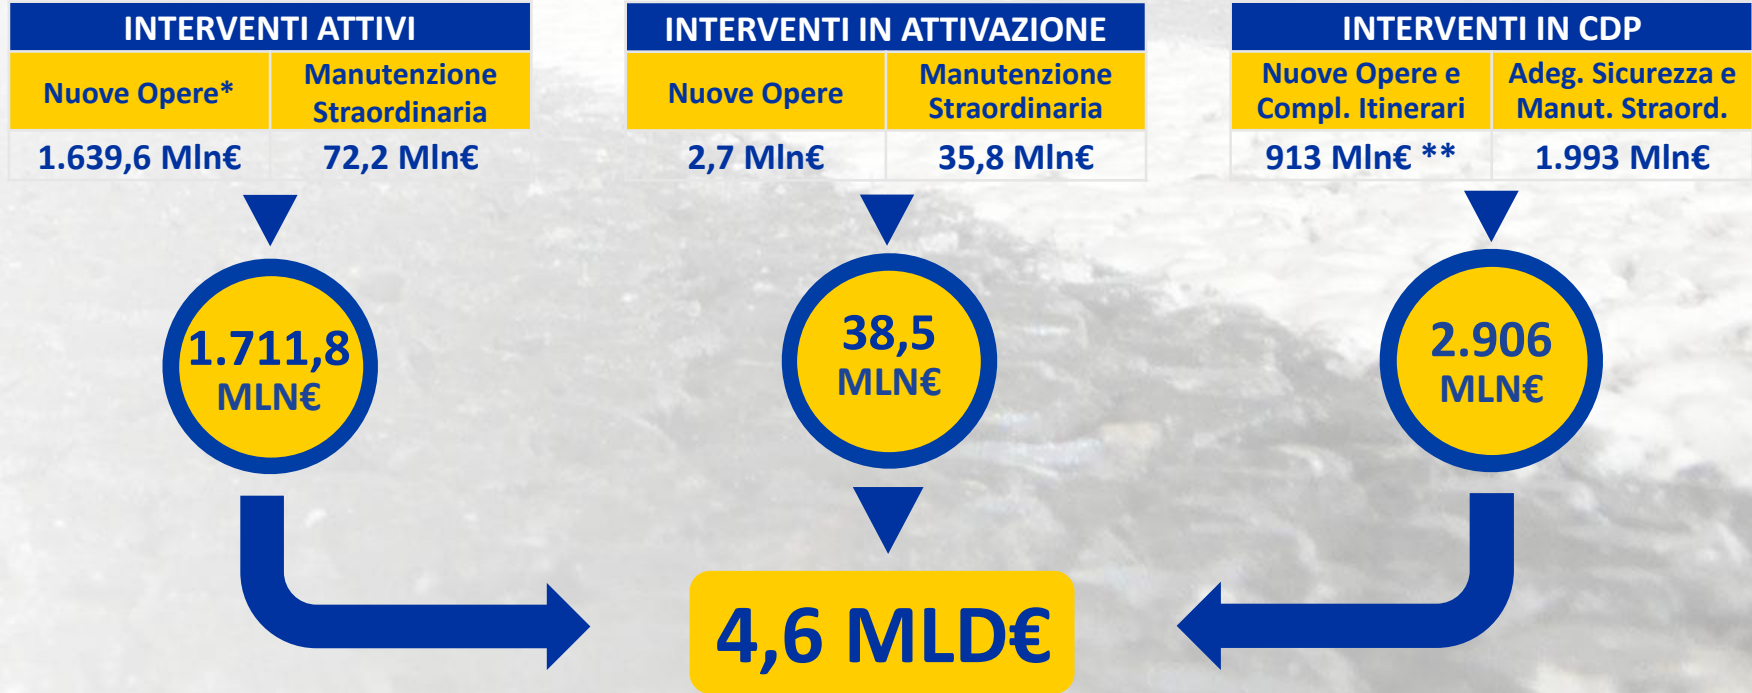 INTERVENTI ATTIVI
Nuove Opere*
Manutenzione
Straordinaria
1.639,6 Mln€
72,2 Mln€
1.711,8
MLN€
INTERVENTI IN ATTIVAZIONE
Nuove Opere
Manutenzione
Straordinaria
2,7 Mln€
35,8 Mln€
38,5
MLN€
INTERVENTI IN CDP
Nuove Opere e
Compl. Itinerari
Adeg. Sicurezza e
Manut. Straord.
913 Mln€ **
1.993 Mln€
2.906
MLN€
4,6 MLD€